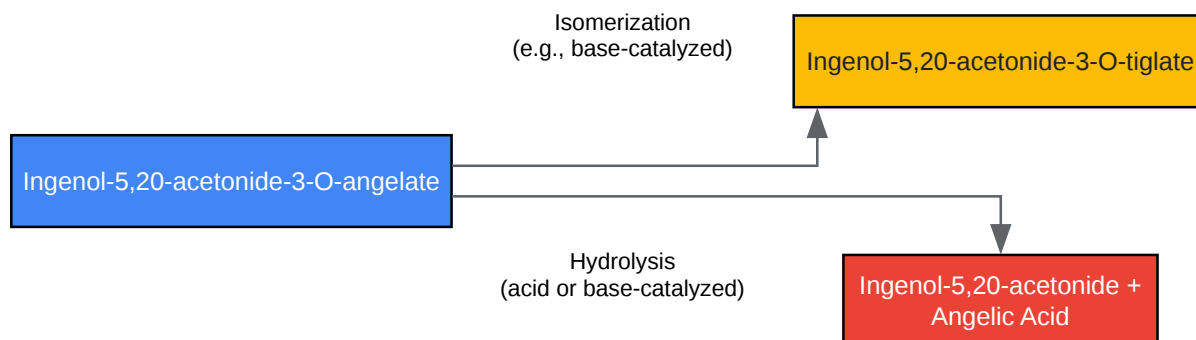 Isomerization
(e.g., base-catalyzed)
Ingenol-5,20-acetonide-3-O-tiglate
Ingenol-5,20-acetonide-3-O-angelate
Hydrolysis
(acid or base-catalyzed)
Ingenol-5,20-acetonide +
Angelic Acid